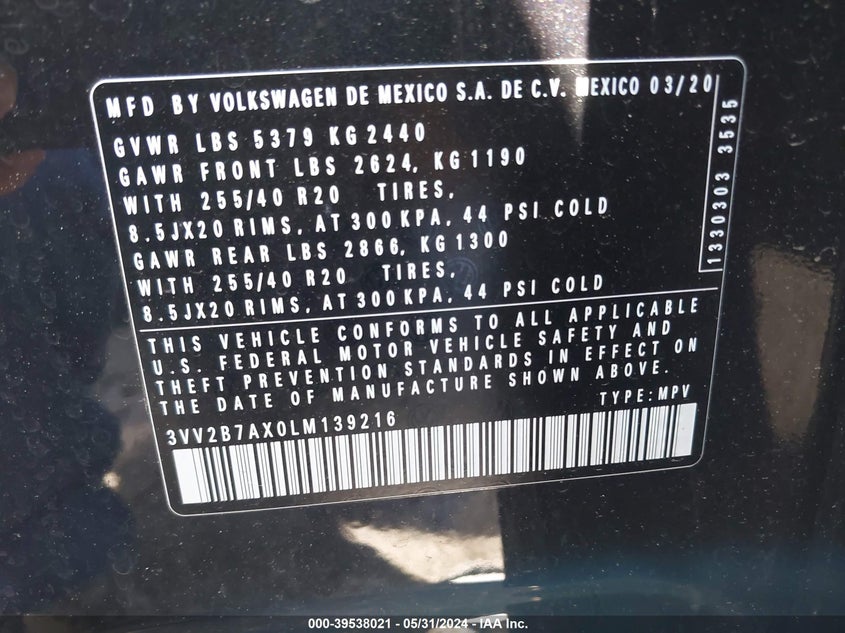 MFD BY VOLKSWAGEN DE MEXICO S.A. DE C.V. MEXICO 03/20
GVWR LBS 5379 KG 2440
GAWR FRONT LBS 2624, KG 1190
WITH 255/40 R20 TIRES,
8.5JX20 RIMS, AT 300 KPA, 44 PSI COLD
GAWR REAR LBS 2866, KG 1300
WITH 255/40 R20 TIRES,
8.5JX20 RIMS, AT 300 KPA, 44 PSI COLD
1330303 3535
THIS VEHICLE CONFORMS TO ALL APPLICABLE
U.S. FEDERAL MOTOR VEHICLE SAFETY AND
THEFT PREVENTION STANDARDS IN EFFECT ON
THE DATE OF MANUFACTURE SHOWN ABOVE.
TYPE: MPV
3VV2B7AX0LM139216
000-39538021 - 05/31/2024 - IAA Inc.